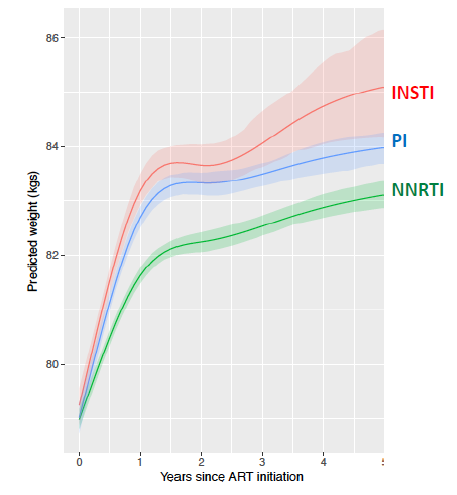 86
84
82
80
Predicted weight (kgs)
INSTI
PI
NNRTI
0 1 2 3 4
Years since ART initiation